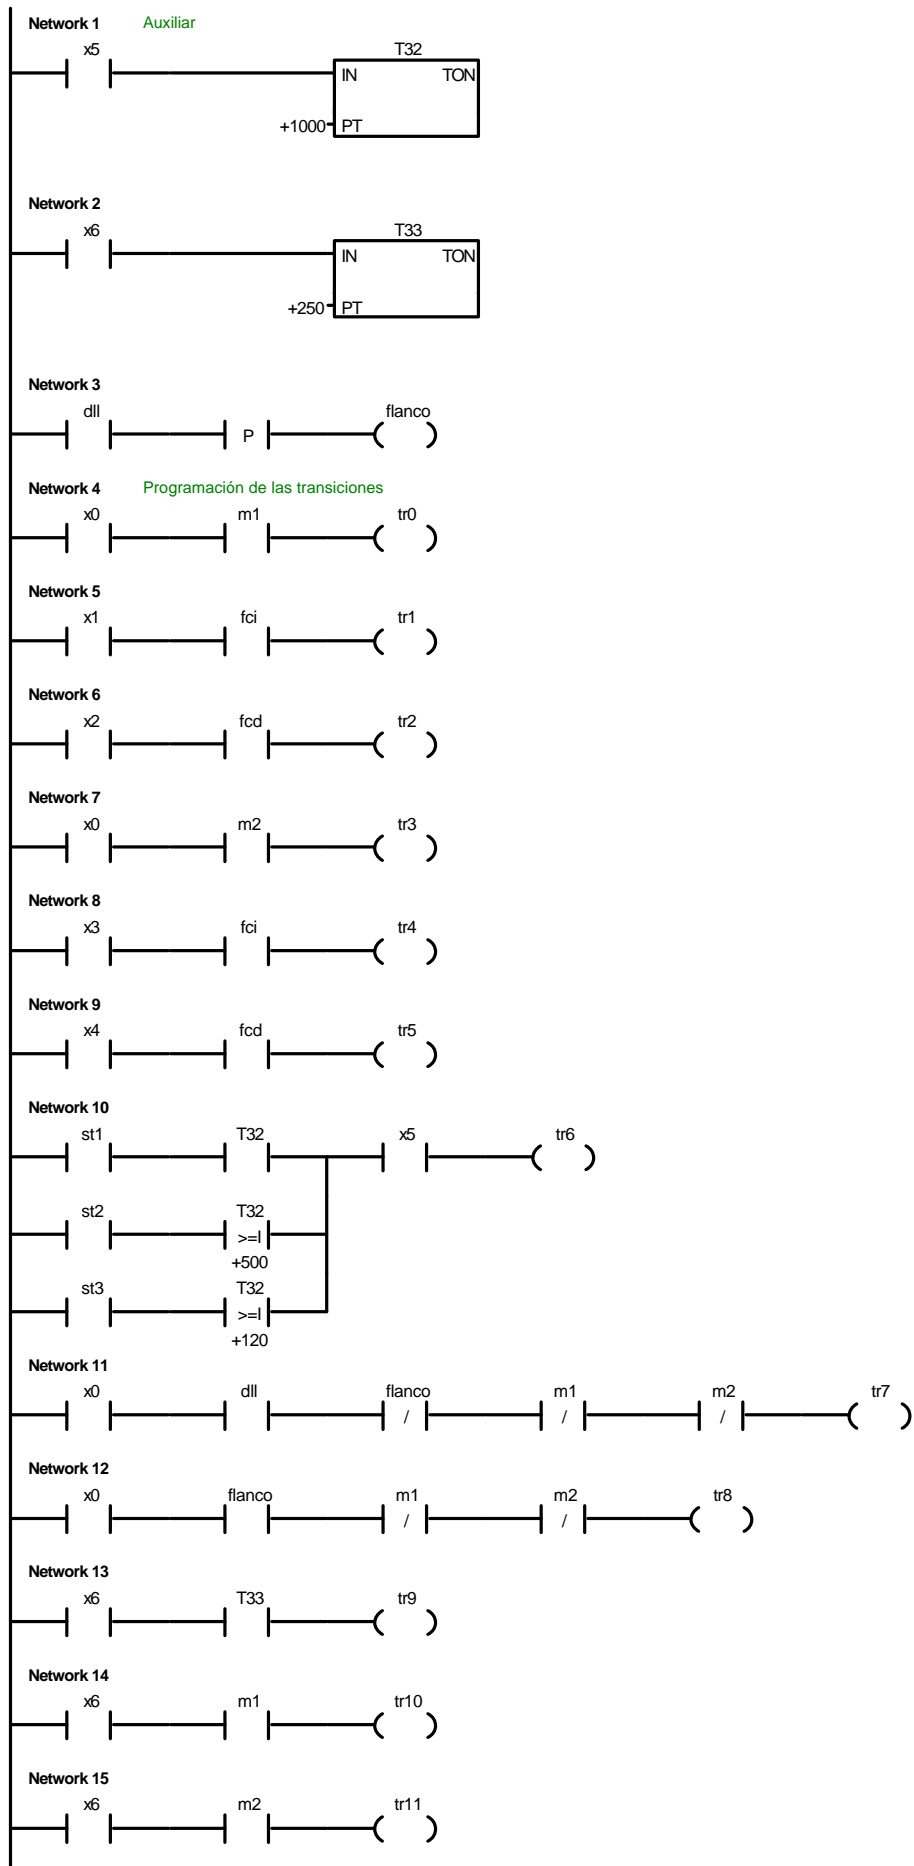 Network 1 Auxiliar
x5 T32
IN TON
+1000 PT
Network 2
x6 T33
IN TON
+250 PT
Network 3
dll flanco
P
Network 4 Programación de las transiciones
x0 m1 tr0
Network 5
x1 fci tr1
Network 6
x2 fcd tr2
Network 7
x0 m2 tr3
Network 8
x3 fci tr4
Network 9
x4 fcd tr5
Network 10
st1 T32 x5 tr6
st2 T32
>=I
+500
st3 T32
>=I
+120
Network 11
x0 dll flanco m1 m2 tr7
/ / /
Network 12
x0 flanco m1 m2 tr8
/ /
Network 13
x6 T33 tr9
Network 14
x6 m1 tr10
Network 15
x6 m2 tr11